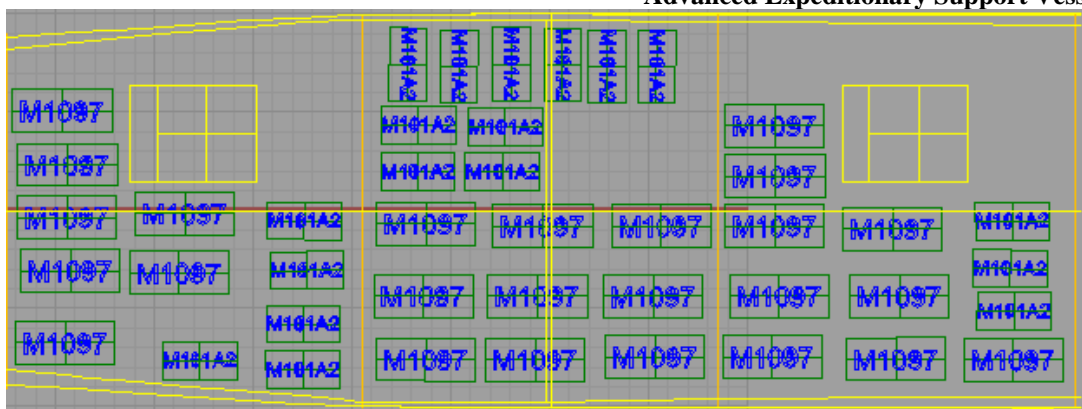 Advanced Expeditionary Support Vess
M101A2
M101A2
M101A2
M101A2
M101A2
M101A2
M1097 M101A2 M101A2 M1097
M1097 M101A2 M101A2 M1097
M1097 M1097 M101A2 M1097 M1097 M1097 M1097 M1097 M101A2
M1097 M1097 M101A2 M101A2
M101A2 M1097 M1097 M1097 M1097 M1097 M101A2
M1097 M101A2 M101A2 M1097 M1097 M1097 M1097 M1097 M1097